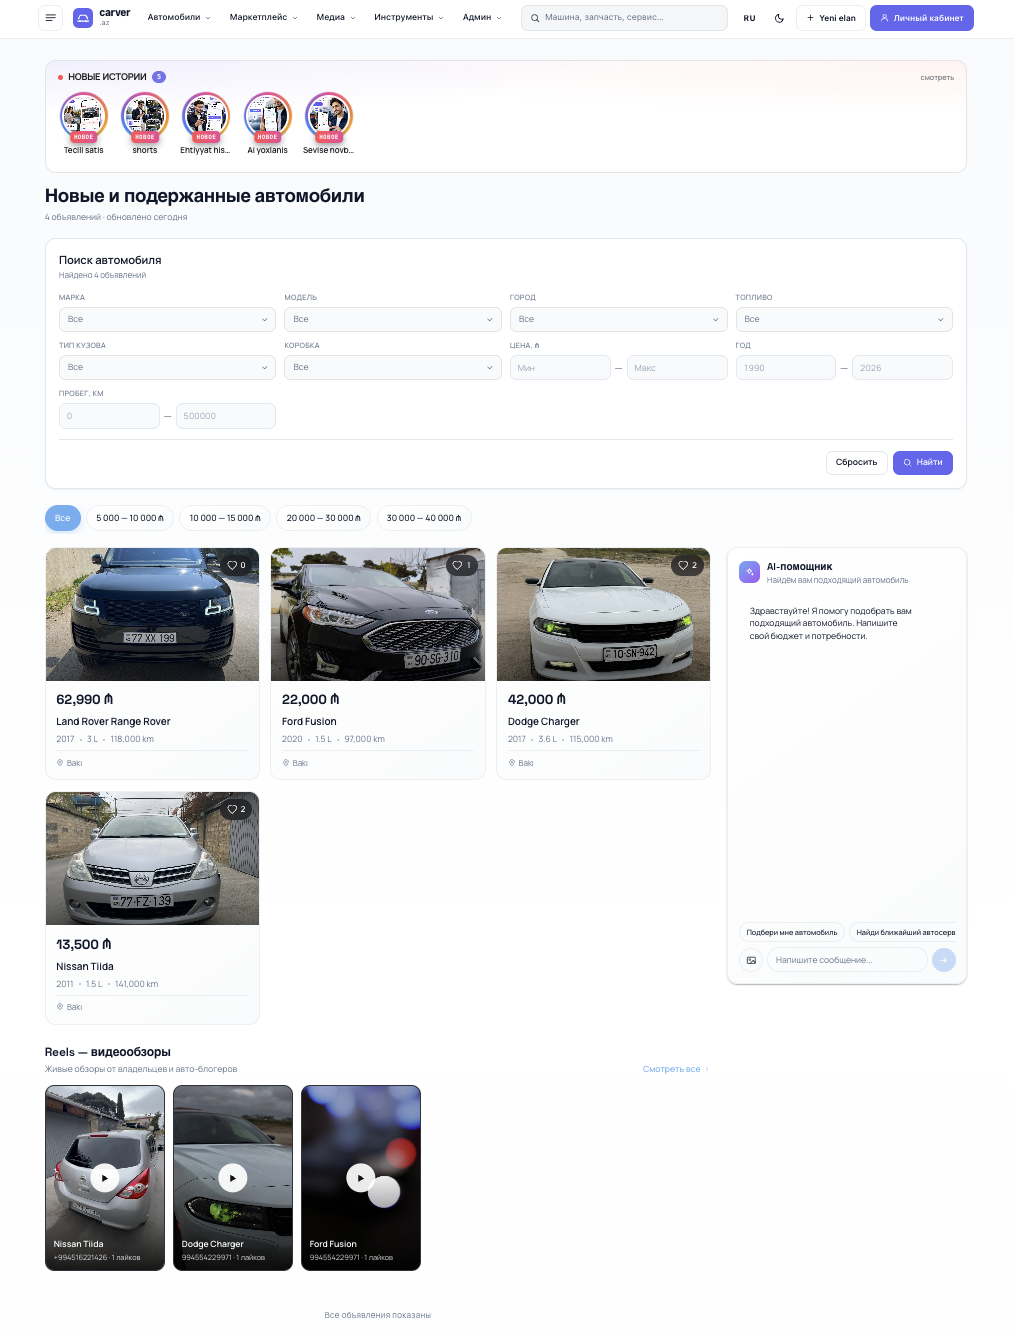 carver
.az
Автомобили
Маркетплейс
Медиа
Инструменты
Админ
Машина, запчасть, сервис...
RU
+ Yeni elan
Личный кабинет
НОВЫЕ ИСТОРИИ 5
смотреть
НОВОЕ НОВОЕ НОВОЕ НОВОЕ НОВОЕ
Tecili satis
shorts
Ehtiyyat his...
Ai yoxlanis
Sevise novb...
Новые и подержанные автомобили
4 объявлений · обновлено сегодня
Поиск автомобиля
Найдено 4 объявлений
МАРКА
МОДЕЛЬ
ГОРОД
ТОПЛИВО
Все
Все
Все
Все
ТИП КУЗОВА
КОРОБКА
ЦЕНА, ₼
ГОД
Все
Все
Мин — Макс
1990 — 2026
ПРОБЕГ, КМ
0 — 500000
Сбросить
Найти
Все
5 000 — 10 000 ₼
10 000 — 15 000 ₼
20 000 — 30 000 ₼
30 000 — 40 000 ₼
0
77 XX 199
62,990 ₼
Land Rover Range Rover
2017 • 3 L • 118,000 km
Bakı
1
90-SG-310
22,000 ₼
Ford Fusion
2020 • 1.5 L • 97,000 km
Bakı
2
10-SN-942
42,000 ₼
Dodge Charger
2017 • 3.6 L • 115,000 km
Bakı
AI-помощник
Найдём вам подходящий автомобиль
Здравствуйте! Я помогу подобрать вам
подходящий автомобиль. Напишите
свой бюджет и потребности.
Подбери мне автомобиль
Найди ближайший автосерв
Напишите сообщение...
2
77-FZ-139
13,500 ₼
Nissan Tiida
2011 • 1.5 L • 141,000 km
Bakı
Reels — видеообзоры
Живые обзоры от владельцев и авто-блогеров
Смотреть все
Nissan Tiida
+994516221426 · 1 лайков
Dodge Charger
994554229971 · 1 лайков
Ford Fusion
994554229971 · 1 лайков
Все объявления показаны